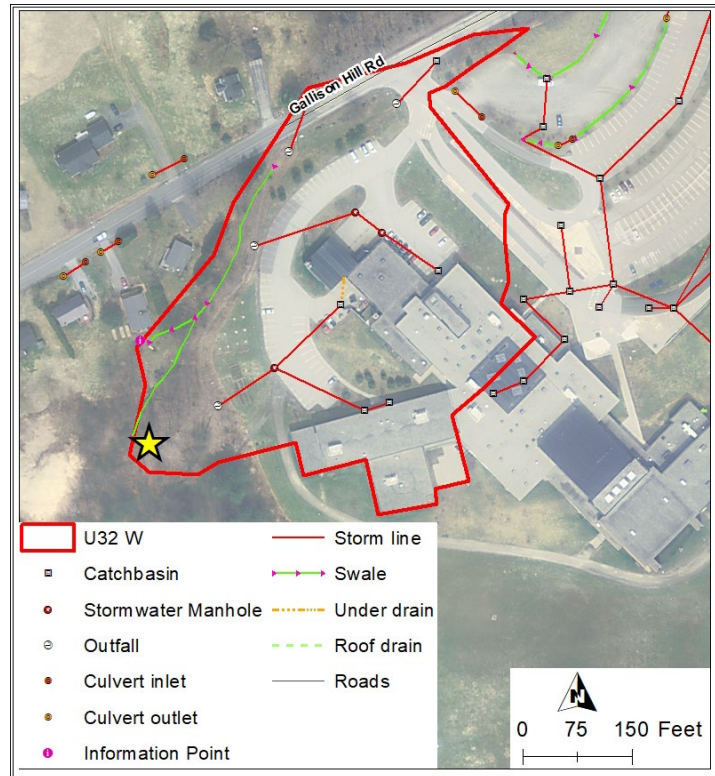 Gallison Hill Rd
U32 W
Catchbasin
Stormwater Manhole
Outfall
Culvert inlet
Culvert outlet
Information Point
Storm line
Swale
Under drain
Roof drain
Roads
N
0 75 150 Feet